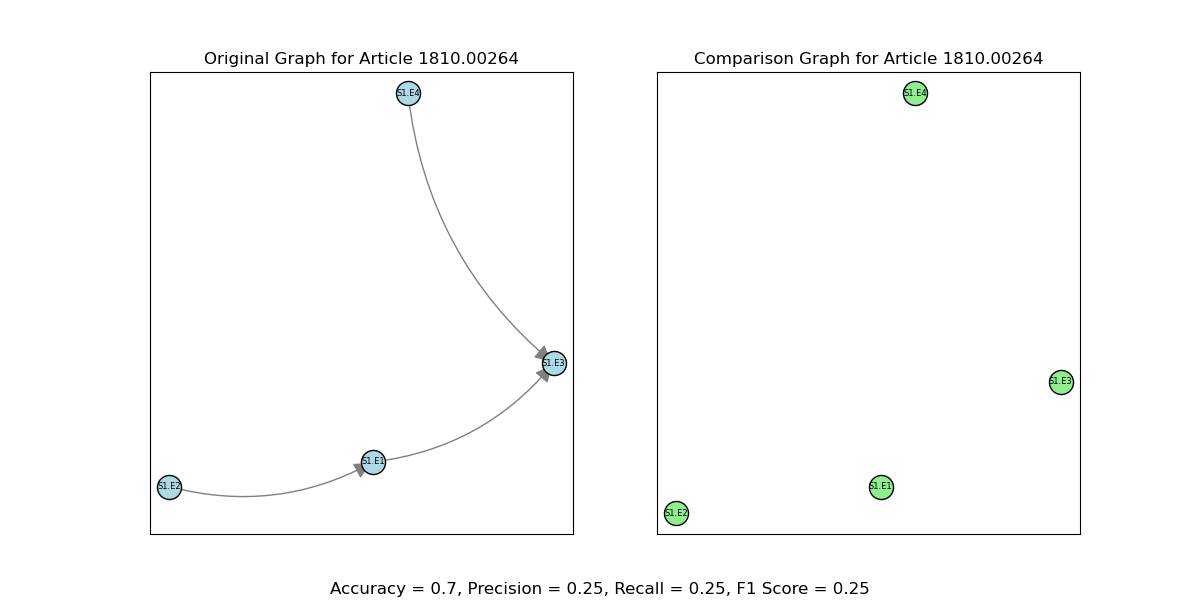 Original Graph for Article 1810.00264
Comparison Graph for Article 1810.00264
S1.E4
S1.E4
S1.E3
S1.E3
S1.E1
S1.E2
S1.E1
S1.E2
Accuracy = 0.7, Precision = 0.25, Recall = 0.25, F1 Score = 0.25